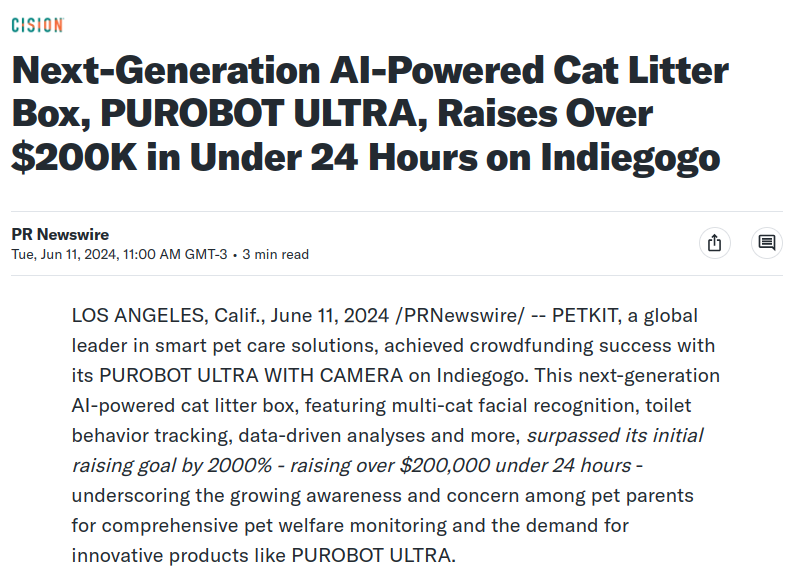 CISION
Next-Generation AI-Powered Cat Litter
Box, PUROBOT ULTRA, Raises Over
$200K in Under 24 Hours on Indiegogo
PR Newswire
Tue, Jun 11, 2024, 11:00 AM GMT-3 • 3 min read
LOS ANGELES, Calif., June 11, 2024 /PRNewswire/ -- PETKIT, a global
leader in smart pet care solutions, achieved crowdfunding success with
its PUROBOT ULTRA WITH CAMERA on Indiegogo. This next-generation
AI-powered cat litter box, featuring multi-cat facial recognition, toilet
behavior tracking, data-driven analyses and more, surpassed its initial
raising goal by 2000% - raising over $200,000 under 24 hours -
underscoring the growing awareness and concern among pet parents
for comprehensive pet welfare monitoring and the demand for
innovative products like PUROBOT ULTRA.